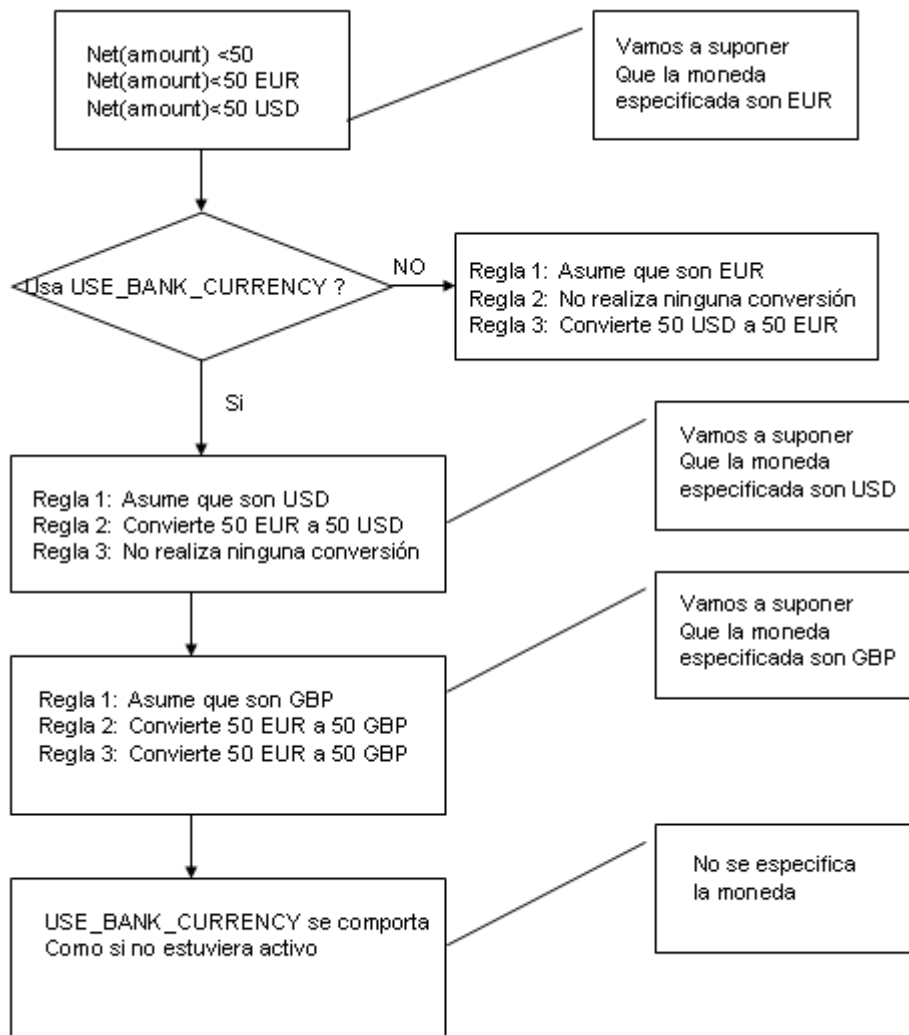 Net(amount) <50
Net(amount)<50 EUR
Net(amount)<50 USD
Vamos a suponer
Que la moneda
especificada son EUR
Usa USE_BANK_CURRENCY ?
NO
Regla 1: Asume que son EUR
Regla 2: No realiza ninguna conversión
Regla 3: Convierte 50 USD a 50 EUR
Si
Vamos a suponer
Que la moneda
especificada son USD
Regla 1: Asume que son USD
Regla 2: Convierte 50 EUR a 50 USD
Regla 3: No realiza ninguna conversión
Vamos a suponer
Que la moneda
especificada son GBP
Regla 1: Asume que son GBP
Regla 2: Convierte 50 EUR a 50 GBP
Regla 3: Convierte 50 EUR a 50 GBP
No se especifica
la moneda
USE_BANK_CURRENCY se comporta
Como si no estuviera activo